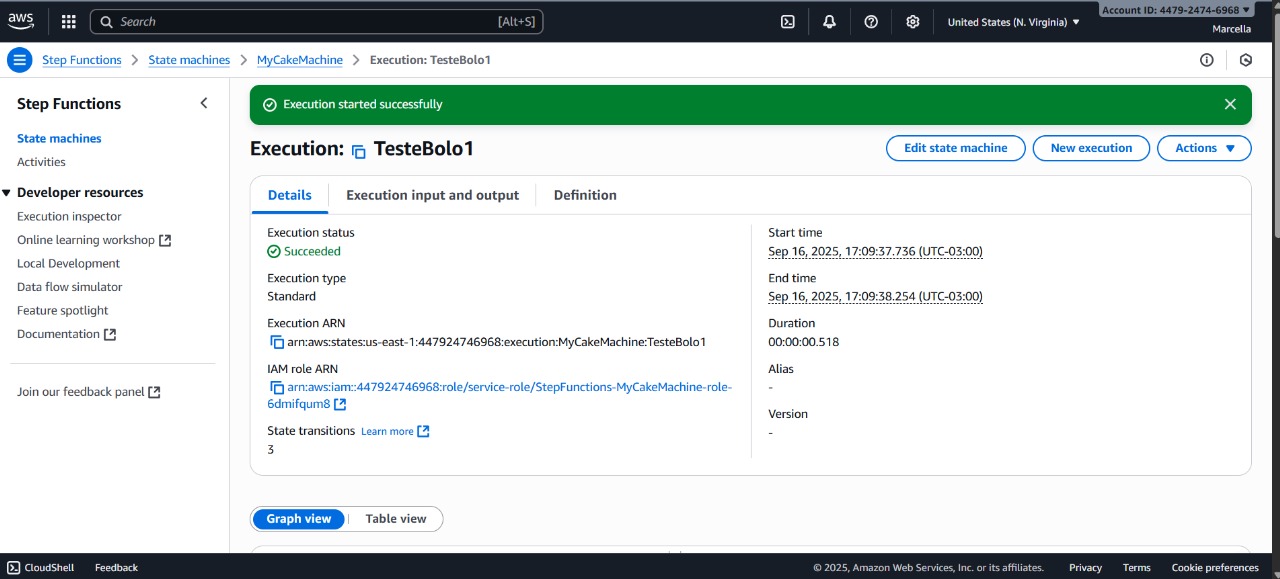 aws
Search [Alt+S]
United States (N. Virginia)
Account ID: 4479-2474-6968
Marcella
Step Functions
State machines
MyCakeMachine
Execution: TesteBolo1
Step Functions
State machines
Activities
Developer resources
Execution inspector
Online learning workshop
Local Development
Data flow simulator
Feature spotlight
Documentation
Join our feedback panel
Execution started successfully
Execution: TesteBolo1
Edit state machine
New execution
Actions
Details
Execution input and output
Definition
Execution status
Succeeded
Execution type
Standard
Execution ARN
arn:aws:states:us-east-1:447924746968:execution:MyCakeMachine:TesteBolo1
IAM role ARN
arn:aws:iam::447924746968:role/service-role/StepFunctions-MyCakeMachine-role-
6dmifqum8
State transitions Learn more
3
Start time
Sep 16, 2025, 17:09:37.736 (UTC-03:00)
End time
Sep 16, 2025, 17:09:38.254 (UTC-03:00)
Duration
00:00:00.518
Alias
-
Version
-
Graph view
Table view
CloudShell
Feedback
© 2025, Amazon Web Services, Inc. or its affiliates.
Privacy
Terms
Cookie preferences